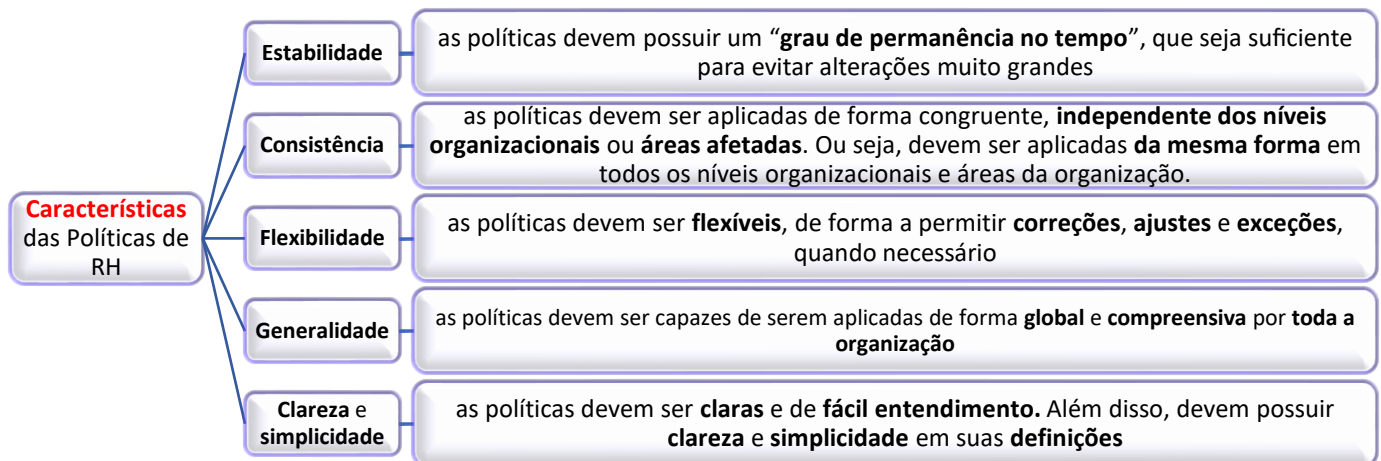 Características
das Políticas de
RH
Estabilidade
as políticas devem possuir um “grau de permanência no tempo”, que seja suficiente
para evitar alterações muito grandes
Consistência
as políticas devem ser aplicadas de forma congruente, independente dos níveis
organizacionais ou áreas afetadas. Ou seja, devem ser aplicadas da mesma forma em
todos os níveis organizacionais e áreas da organização.
Flexibilidade
as políticas devem ser flexíveis, de forma a permitir correções, ajustes e exceções,
quando necessário
Generalidade
as políticas devem ser capazes de serem aplicadas de forma global e compreensiva por toda a
organização
Clareza e
simplicidade
as políticas devem ser claras e de fácil entendimento. Além disso, devem possuir
clareza e simplicidade em suas definições